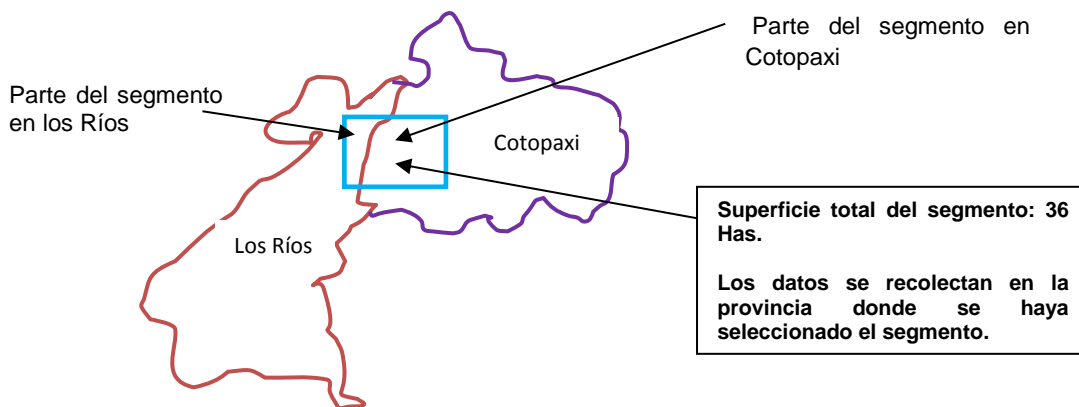 Parte del segmento en
Cotopaxi
Parte del segmento
en los Ríos
Cotopaxi
Los Ríos
Superficie total del segmento: 36
Has.
Los datos se recolectan en la
provincia donde se haya
seleccionado el segmento.